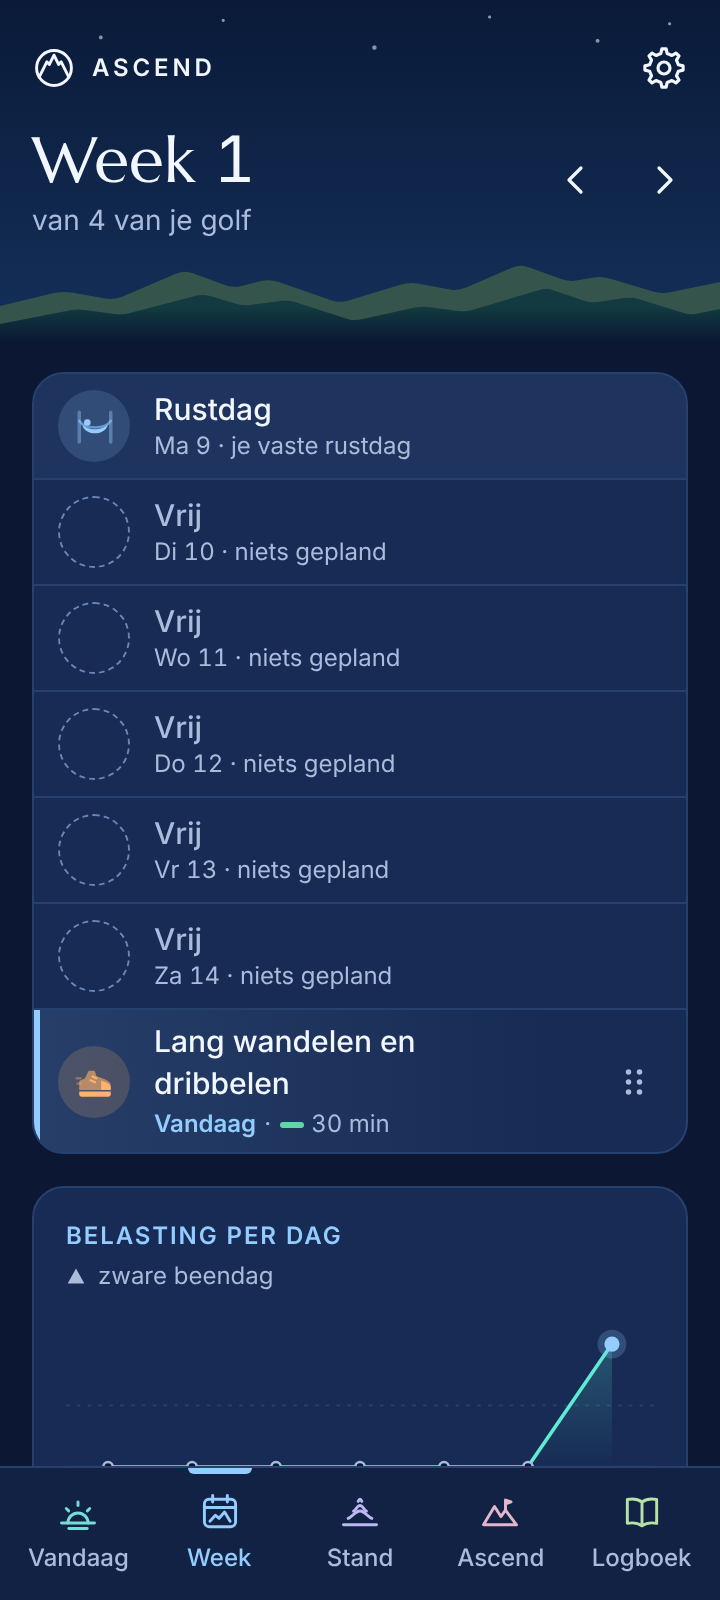 ASCEND
Week 1
van 4 van je golf
Rustdag
Ma 9 · je vaste rustdag
Vrij
Di 10 · niets gepland
Vrij
Wo 11 · niets gepland
Vrij
Do 12 · niets gepland
Vrij
Vr 13 · niets gepland
Vrij
Za 14 · niets gepland
Lang wandelen en
dribbelen
Vandaag · 30 min
BELASTING PER DAG
▲ zware beendag
Vandaag Week Stand Ascend Logboek